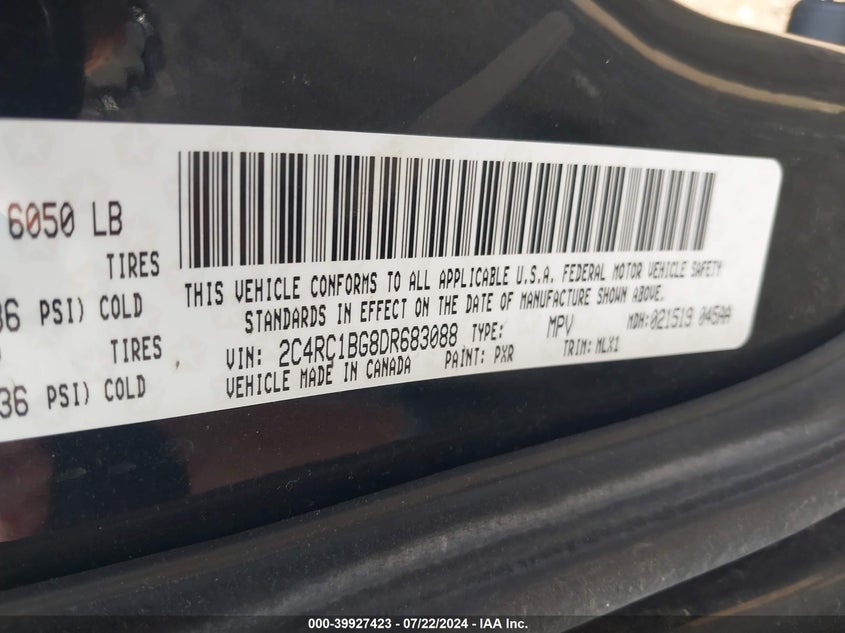 6050 LB
TIRES
36 PSI) COLD
TIRES
36 PSI) COLD
THIS VEHICLE CONFORMS TO ALL APPLICABLE U.S.A. FEDERAL MOTOR VEHICLE SAFETY
STANDARDS IN EFFECT ON THE DATE OF MANUFACTURE SHOWN ABOVE.
VIN: 2C4RC1BG8DR683088 TYPE: MPV MDH:021519 045AA
VEHICLE MADE IN CANADA PAINT: PXR TRIM: MLX1
000-39927423 - 07/22/2024 - IAA Inc.